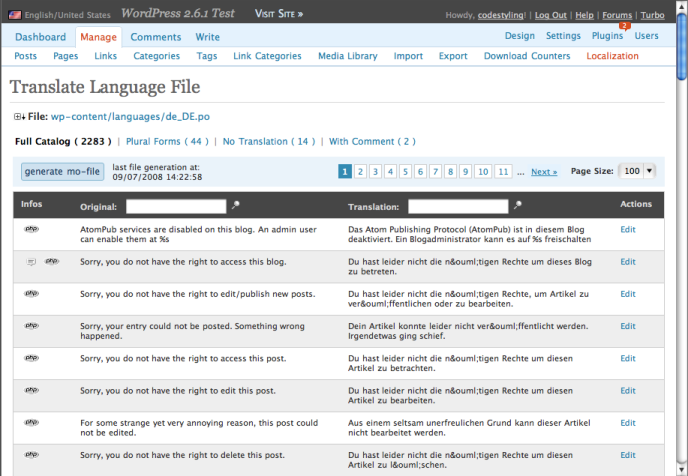 English/United States WordPress 2.6.1 Test Visit Site » Howdy, codestyling! | Log Out | Help | Forums | Turbo
2
Dashboard Manage Comments Write Design Settings Plugins Users
Posts Pages Links Categories Tags Link Categories Media Library Import Export Download Counters Localization
Translate Language File
File: wp-content/languages/de_DE.po
Full Catalog ( 2283 ) | Plural Forms ( 44 ) | No Translation ( 14 ) | With Comment ( 2 )
generate mo-file last file generation at:
09/07/2008 14:22:58
1 2 3 4 5 6 7 8 9 10 11 ... Next » Page Size: 100
Infos Original: Translation: Actions
php AtomPub services are disabled on this blog. An admin user
can enable them at %s
Das Atom Publishing Protocol (AtomPub) ist in diesem Blog
deaktiviert. Ein Blogadministrator kann es auf %s freischalten
Edit
php Sorry, you do not have the right to access this blog.
Du hast leider nicht die n&ouml;tigen Rechte um dieses Blog
zu betreten.
Edit
php Sorry, you do not have the right to edit/publish new posts.
Du hast leider nicht die n&ouml;tigen Rechte, um Artikel zu
ver&ouml;ffentlichen oder zu bearbeiten.
Edit
php Sorry, your entry could not be posted. Something wrong
happened.
Dein Artikel konnte leider nicht ver&ouml;ffentlicht werden.
Irgendetwas ging schief.
Edit
php Sorry, you do not have the right to access this post.
Du hast leider nicht die n&ouml;tigen Rechte um diesen
Artikel zu betrachten.
Edit
php Sorry, you do not have the right to edit this post.
Du hast leider nicht die n&ouml;tigen Rechte um diesen
Artikel zu bearbeiten.
Edit
php For some strange yet very annoying reason, this post could
not be edited.
Aus einem seltsam unerfreulichen Grund kann dieser Artikel
nicht bearbeitet werden.
Edit
php Sorry, you do not have the right to delete this post.
Du hast leider nicht die n&ouml;tigen Rechte um diesen
Artikel zu l&ouml;schen.
Edit